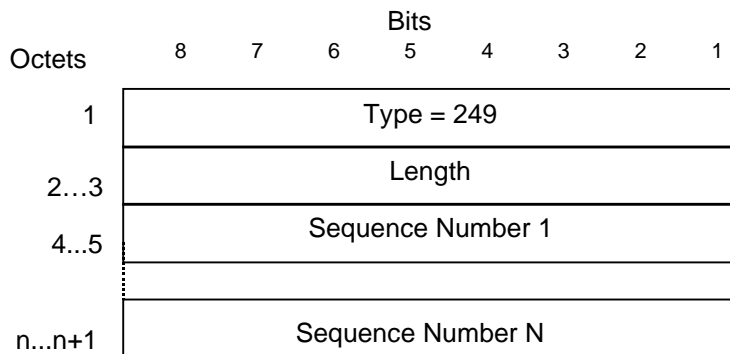 Bits
Octets 8 7 6 5 4 3 2 1
1 Type = 249
2…3 Length
4...5 Sequence Number 1
n...n+1 Sequence Number N